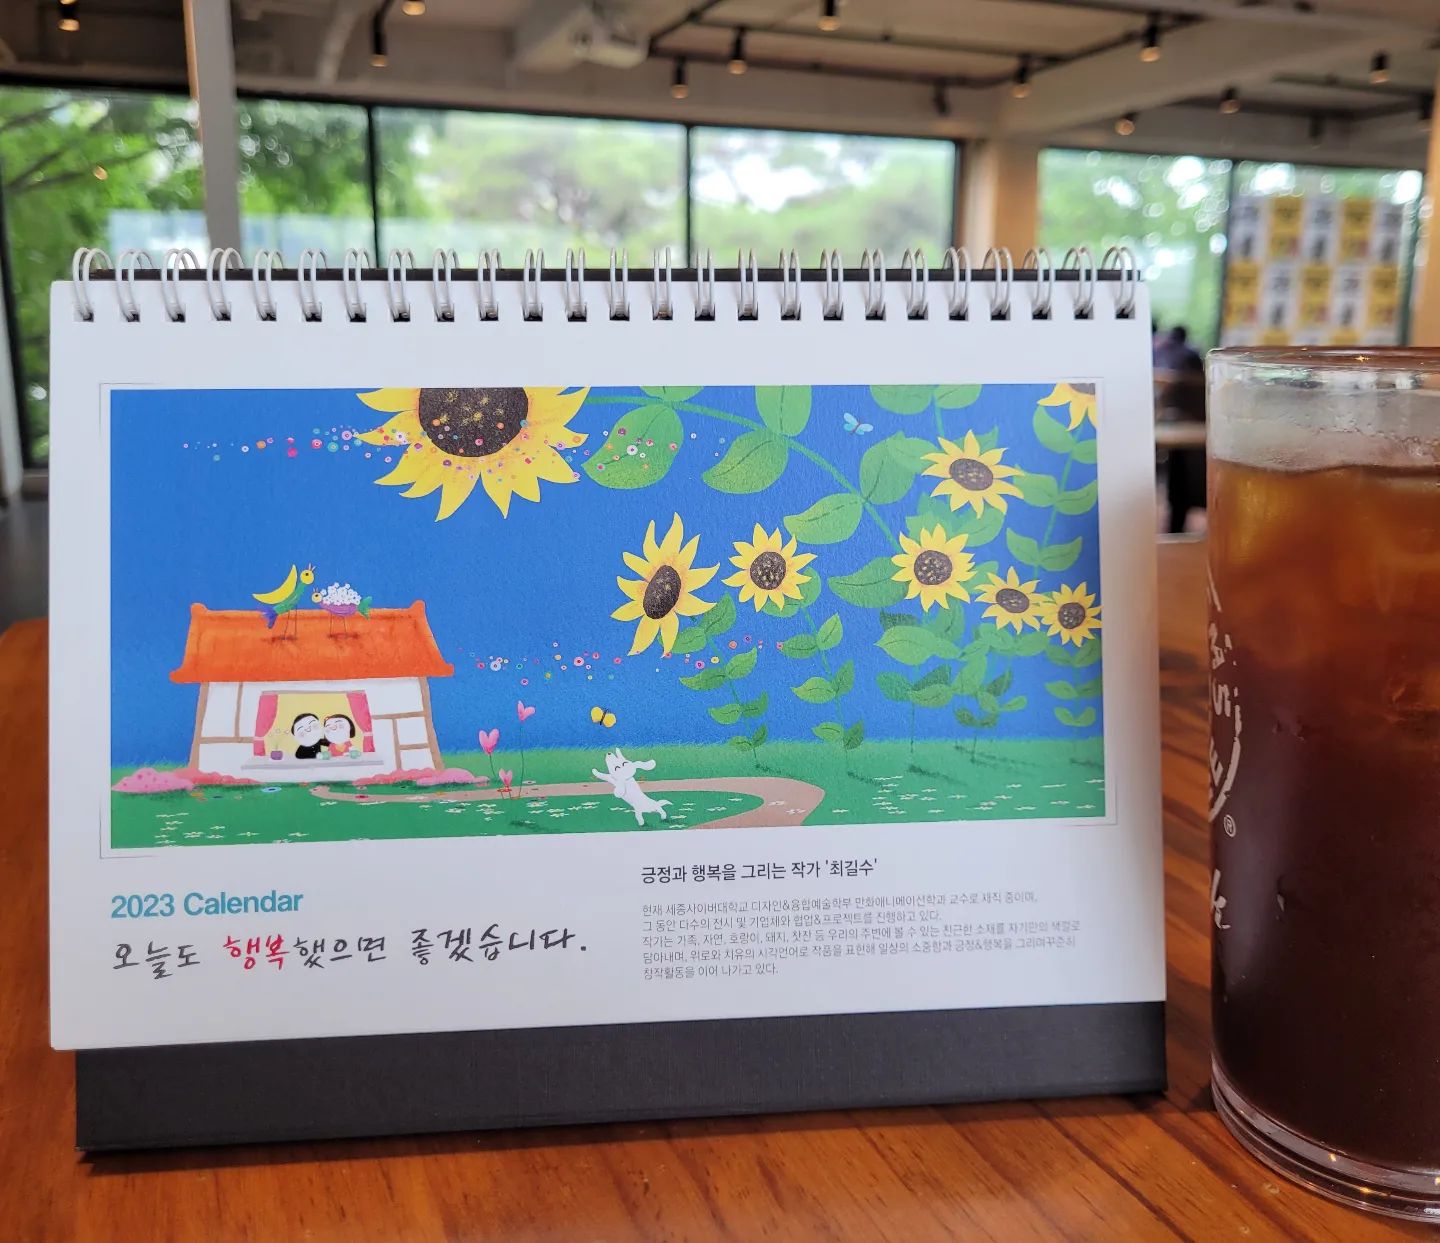 2023 Calendar
오늘도 행복했으면 좋겠습니다.
긍정과 행복을 그리는 작가 '최길수'
현재 세종사이버대학교 디자인&융합예술학부 만화애니메이션학과 교수로 재직 중이며,
그 동안 다수의 전시 및 기업체와 협업&프로젝트를 진행하고 있다.
작가는 가족, 자연, 호랑이, 돼지, 찻잔 등 우리의 주변에 볼 수 있는 친근한 소재를 자기만의 색깔로
담아내며, 위로와 치유의 시각언어로 작품을 표현해 일상의 소중함과 긍정&행복을 그리며꾸준히
창작활동을 이어 나가고 있다.
®